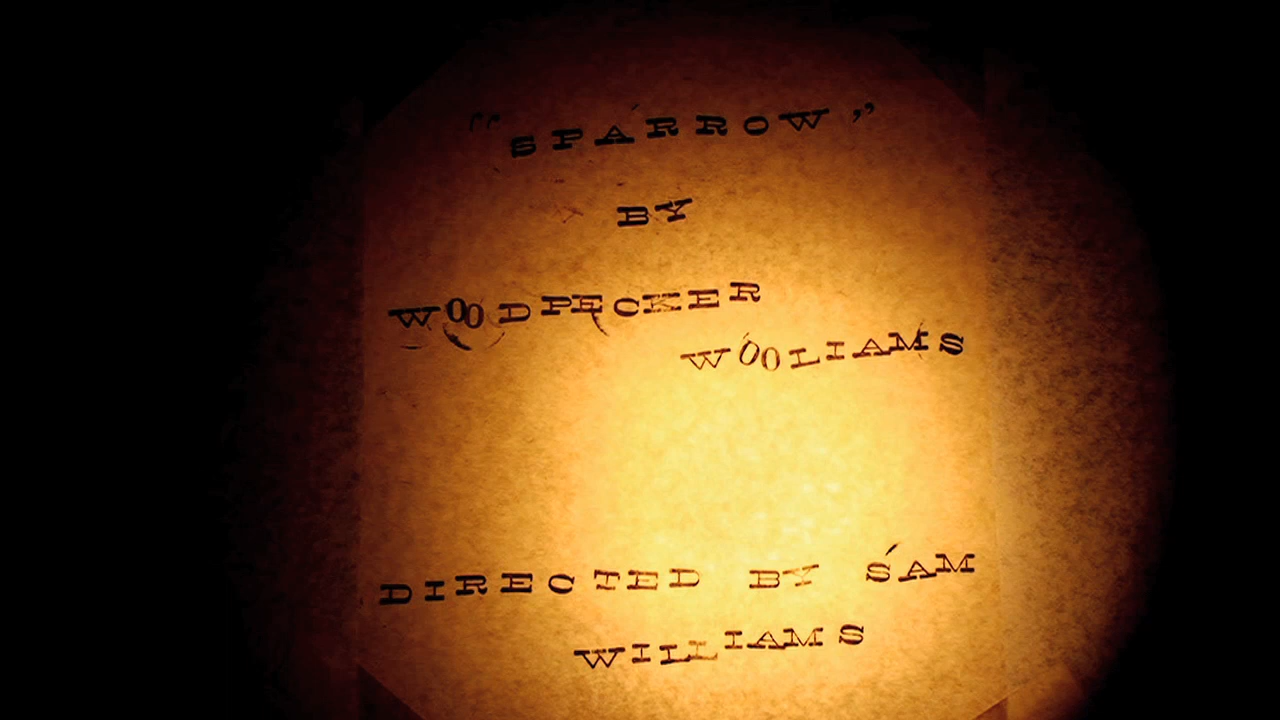 "SPARROW"
BY
WOODPECKER
WOOLIAMS
DIRECTED BY SAM
WILLIAMS